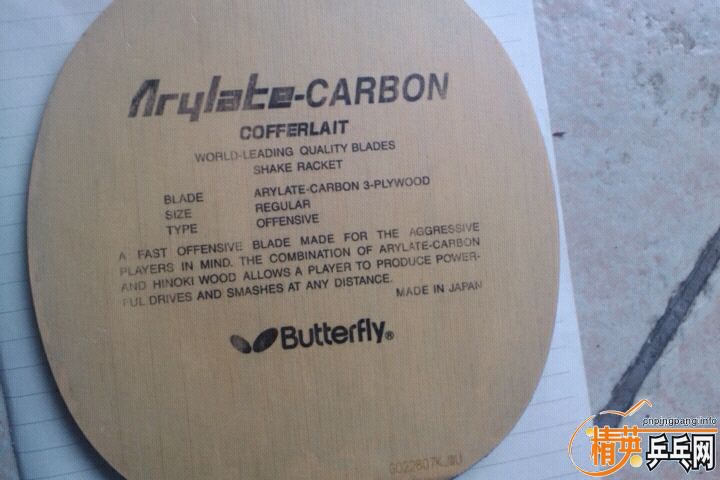 Arylate-CARBON
COFFERLAIT
WORLD-LEADING QUALITY BLADES
SHAKE RACKET
BLADE ARYLATE-CARBON 3-PLYWOOD
SIZE REGULAR
TYPE OFFENSIVE
A FAST OFFENSIVE BLADE MADE FOR THE AGGRESSIVE
PLAYERS IN MIND. THE COMBINATION OF ARYLATE-CARBON
AND HINOKI WOOD ALLOWS A PLAYER TO PRODUCE POWER-
FUL DRIVES AND SMASHES AT ANY DISTANCE.
MADE IN JAPAN
Butterfly®
cnpingpang.info
精英乒乓网